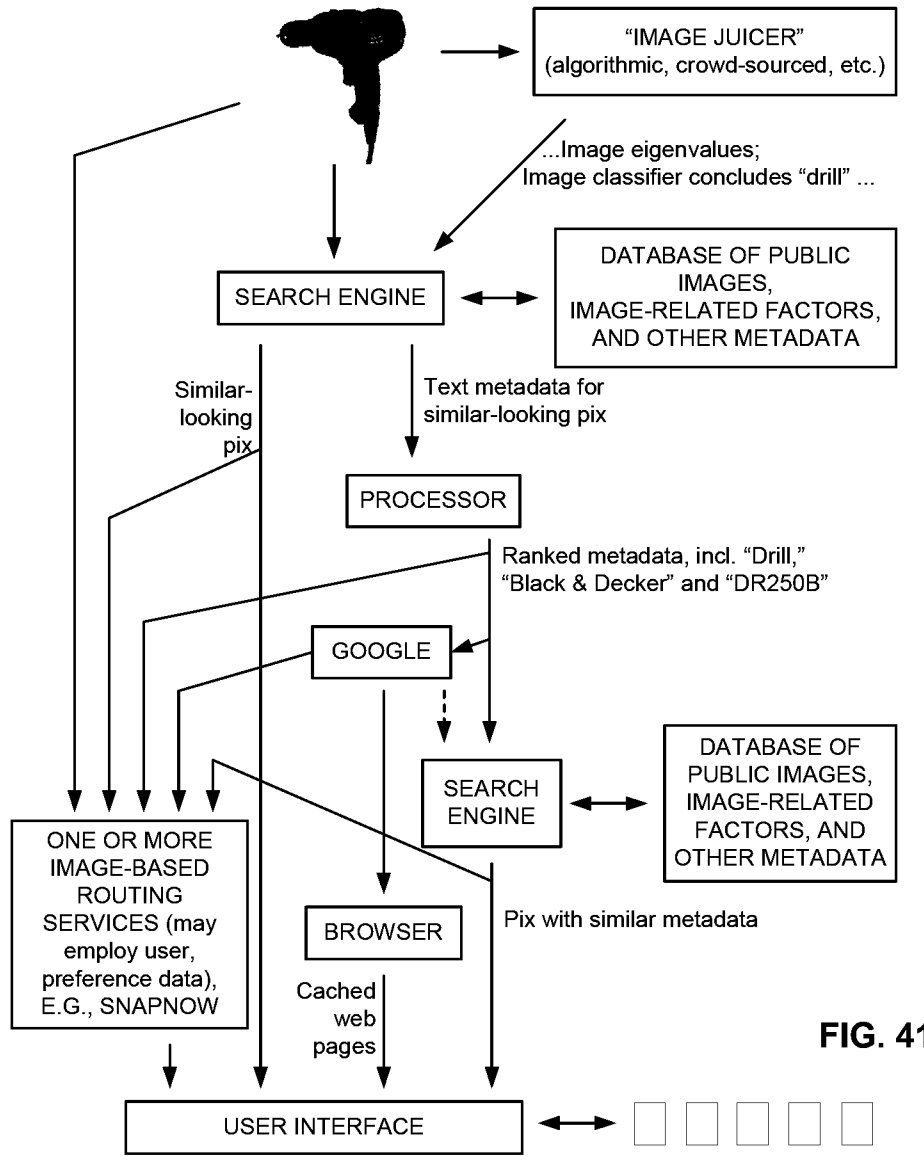 “IMAGE JUICER”
(algorithmic, crowd-sourced, etc.)
...Image eigenvalues;
Image classifier concludes “drill” ...
SEARCH ENGINE
DATABASE OF PUBLIC
IMAGES,
IMAGE-RELATED FACTORS,
AND OTHER METADATA
Similar-
looking
pix
Text metadata for
similar-looking pix
PROCESSOR
Ranked metadata, incl. “Drill,”
“Black & Decker” and “DR250B”
GOOGLE
SEARCH
ENGINE
DATABASE OF
PUBLIC IMAGES,
IMAGE-RELATED
FACTORS, AND
OTHER METADATA
ONE OR MORE
IMAGE-BASED
ROUTING
SERVICES (may
employ user,
preference data),
E.G., SNAPNOW
BROWSER
Pix with similar metadata
Cached
web
pages
FIG. 41
USER INTERFACE